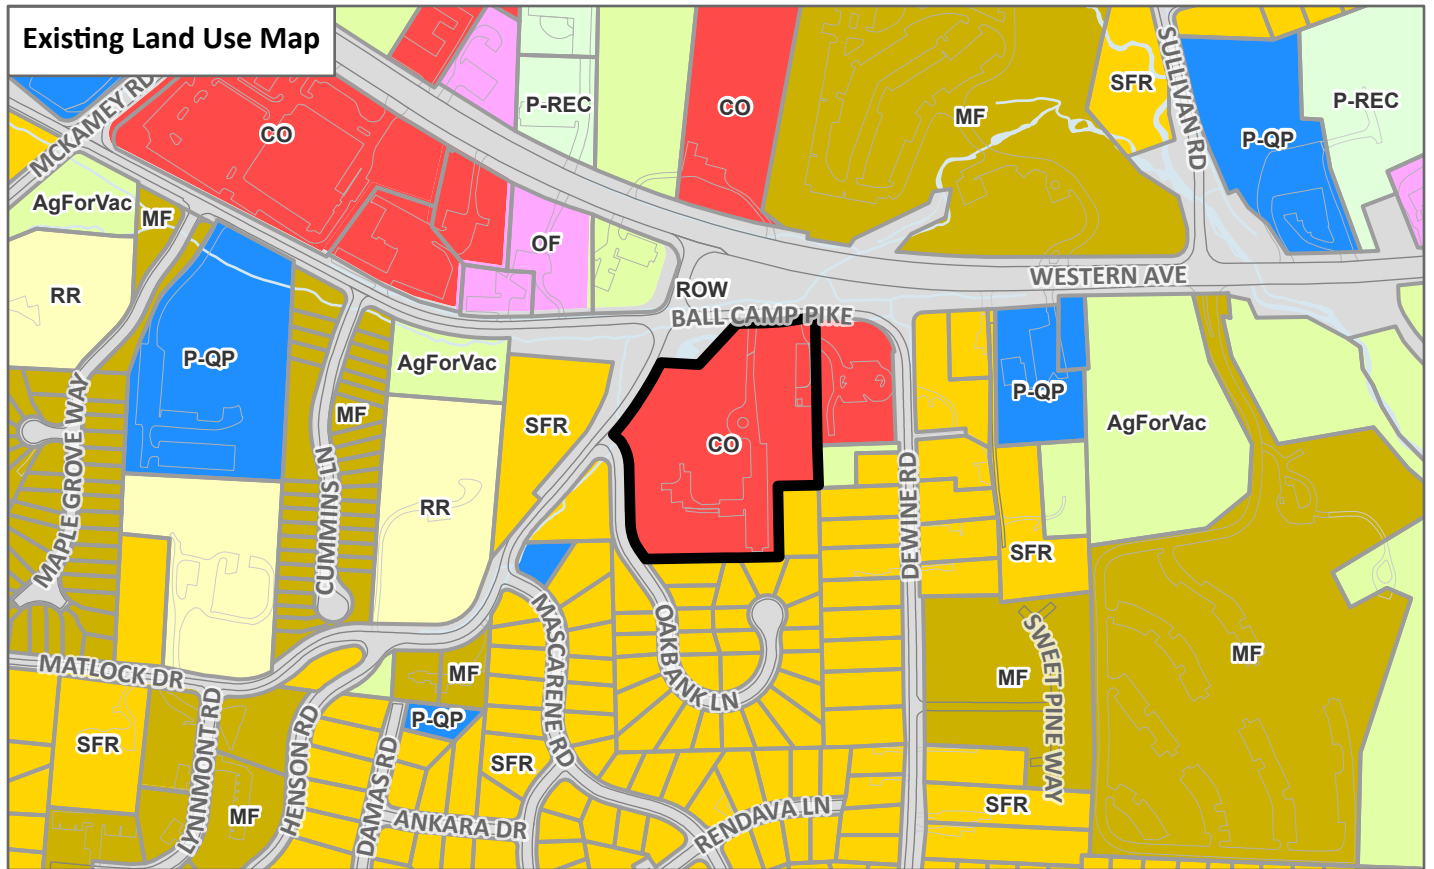 Existing Land Use Map
SULLIVAN RD
SFR
P-REC
P-REC
CO
MF
CO
P-QP
MCKAMEY RD
AgForVac
MF
OF
RR
ROW
WESTERN AVE
BALL CAMP PIKE
P-QP
AgForVac
P-QP
MF
SFR
CO
AgForVac
MAPLE GROVE WAY
CUMMINS LN
RR
DEWINE RD
SFR
MASCARENE RD
OAKBANK LN
SWEET PINE WAY
MATLOCK DR
MF
MF
MF
LYNNMONT RD
HENSON RD
P-QP
DAMAS RD
SFR
SFR
SFR
MF
ANKARA DR
RENDAVA LN